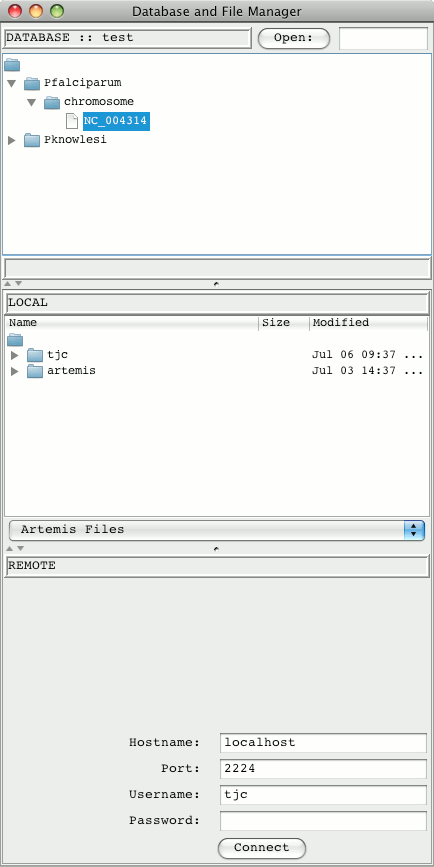 Database and File Manager
DATABASE :: test Open:
Pfalciparum
chromosome
NC_004314
Pknowlesi
LOCAL
Name Size Modified
tjc Jul 06 09:37 ...
artemis Jul 03 14:37 ...
Artemis Files
REMOTE
Hostname: localhost
Port: 2224
Username: tjc
Password:
Connect